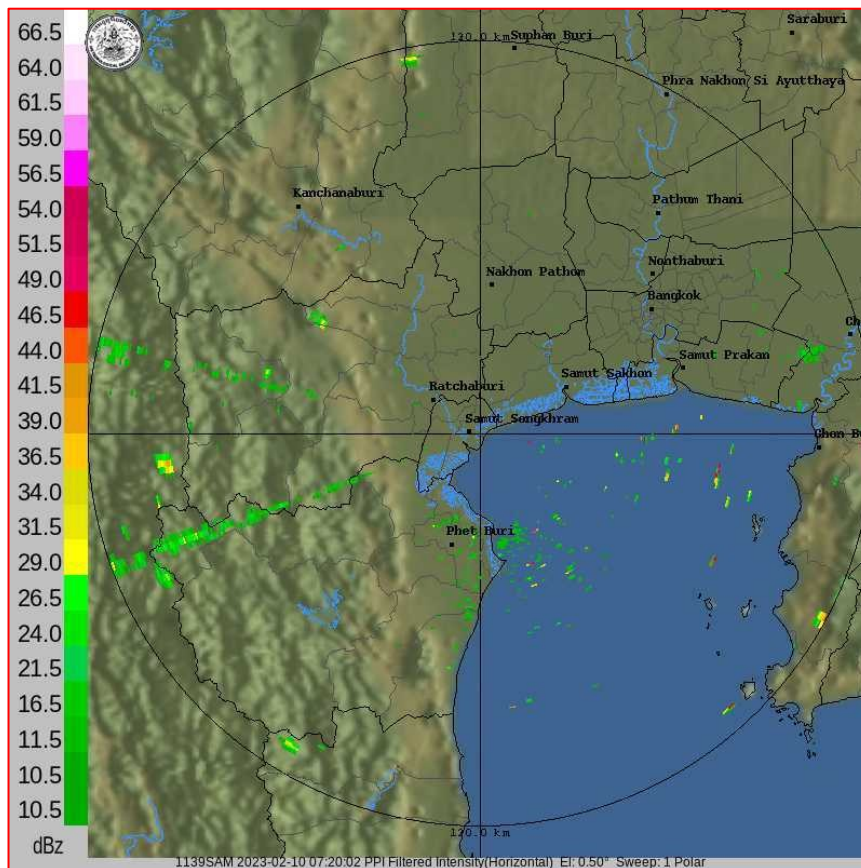 66.5
64.0
61.5
59.0
56.5
54.0
51.5
49.0
46.5
44.0
41.5
39.0
36.5
34.0
31.5
29.0
26.5
24.0
21.5
16.5
11.5
10.5
10.5
dBz
Saraburi
120.0 km
Suphan Buri
Phra Nakhon Si Ayutthaya
Kanchanaburi
Pathum Thani
Nonthaburi
Nakhon Pathom
Bangkok
Ch
Samut Prakan
Samut Sakhon
Ratchaburi
Samut Songkhram
Chon Bu
Phet Buri
120.0 km
1139SAM 2023-02-10 07:20:02 PPI Filtered Intensity(Horizontal) El: 0.50° Sweep: 1 Polar